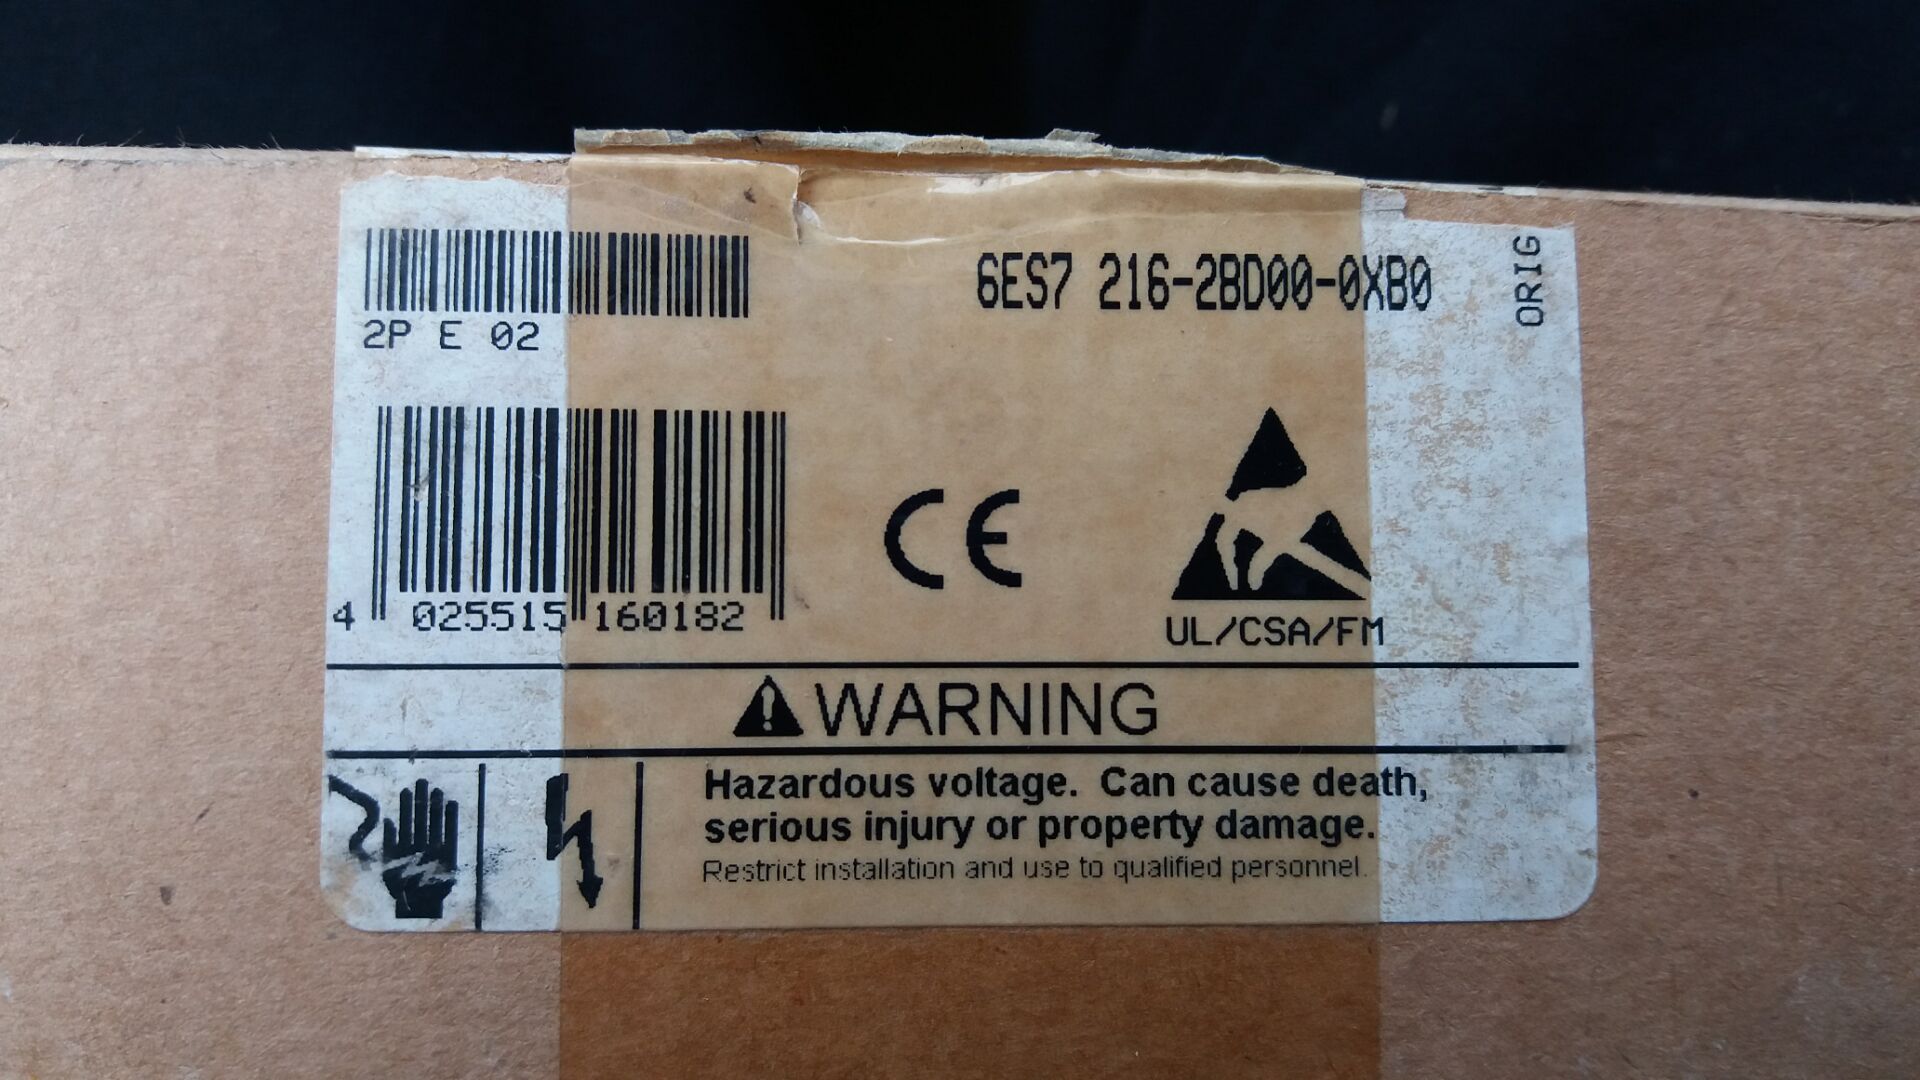 6ES7 216-2BD00-0XB0
ORIG
2P E 02
CE
4 025515 160182
UL/CSA/FM
WARNING
Hazardous voltage. Can cause death,
serious injury or property damage.
Restrict installation and use to qualified personnel.